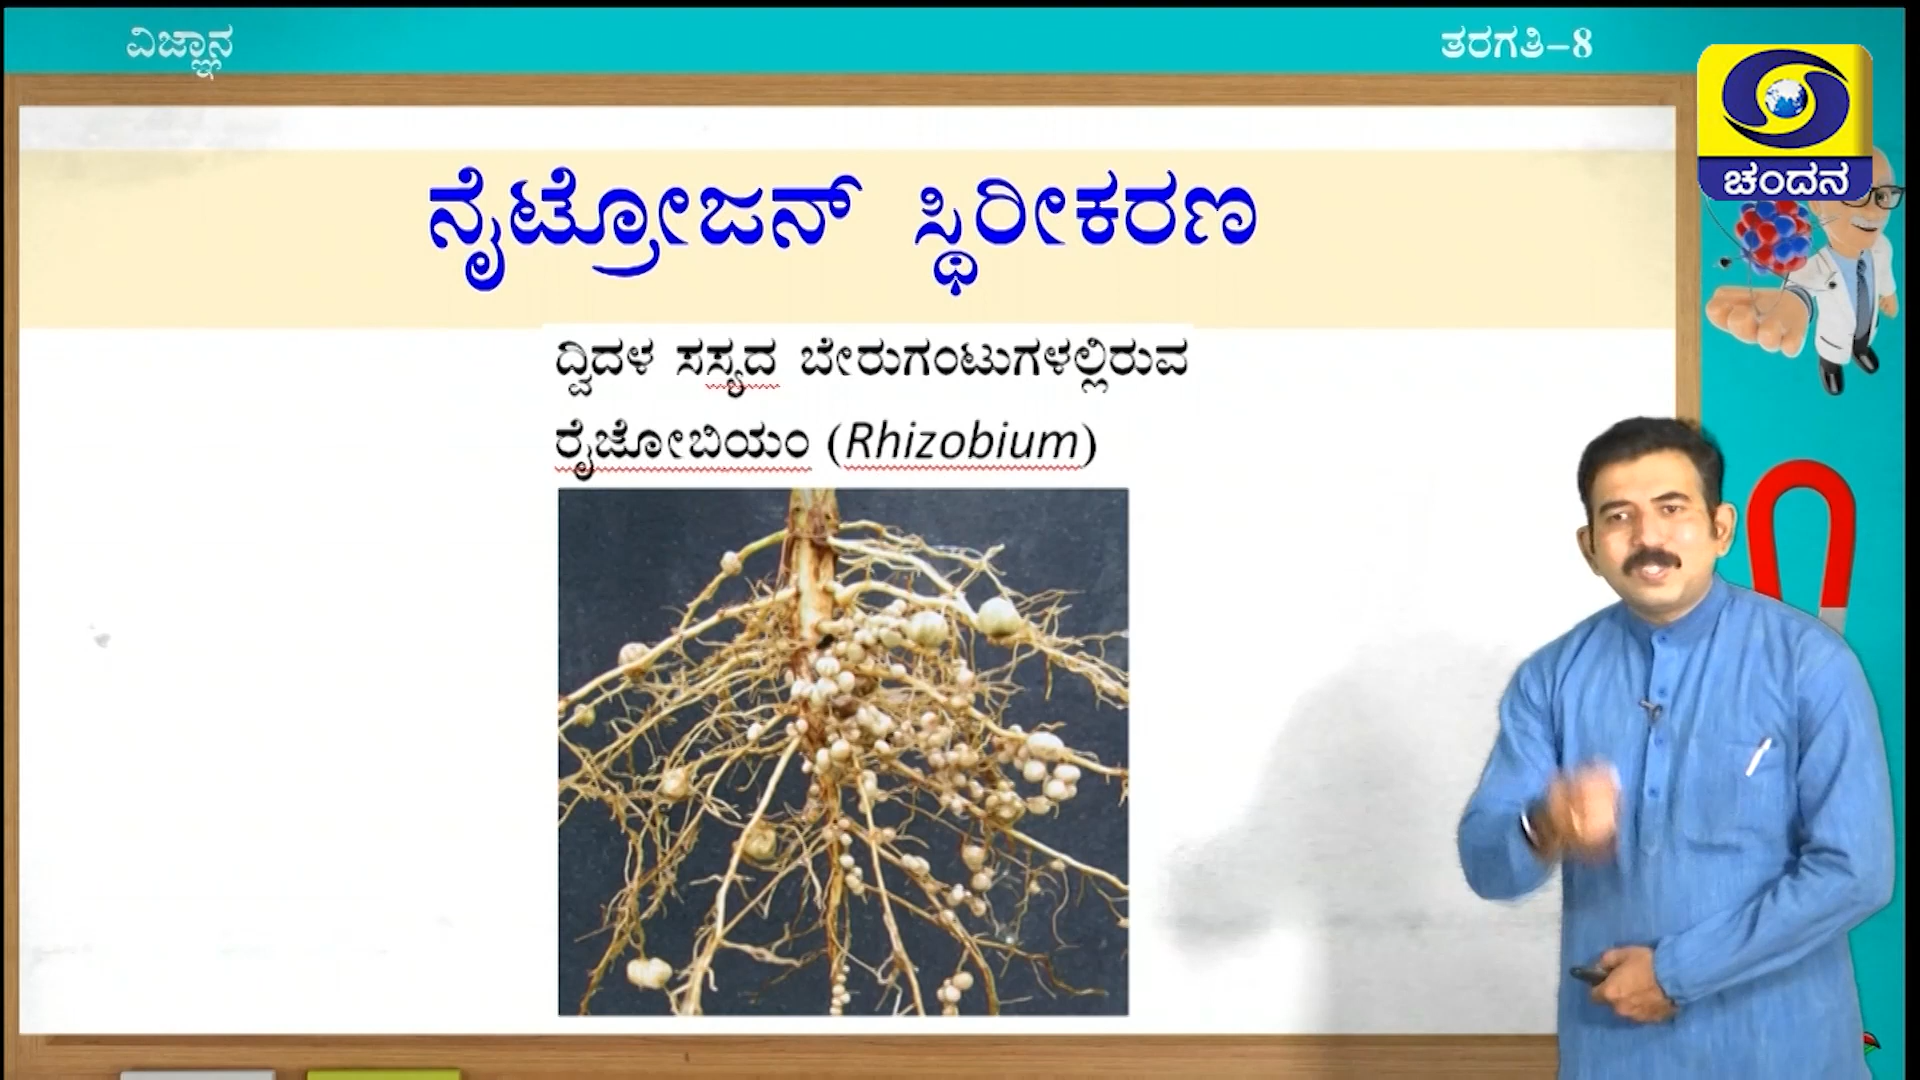 ವಿಜ್ಞಾನ
ತರಗತಿ-8
ಚಂದನ
ನೈಟ್ರೋಜನ್ ಸ್ಥಿರೀಕರಣ
ದ್ವಿದಳ ಸಸ್ಯದ ಬೇರುಗಂಟುಗಳಲ್ಲಿರುವ
ರೈಜೋಬಿಯಂ (Rhizobium)